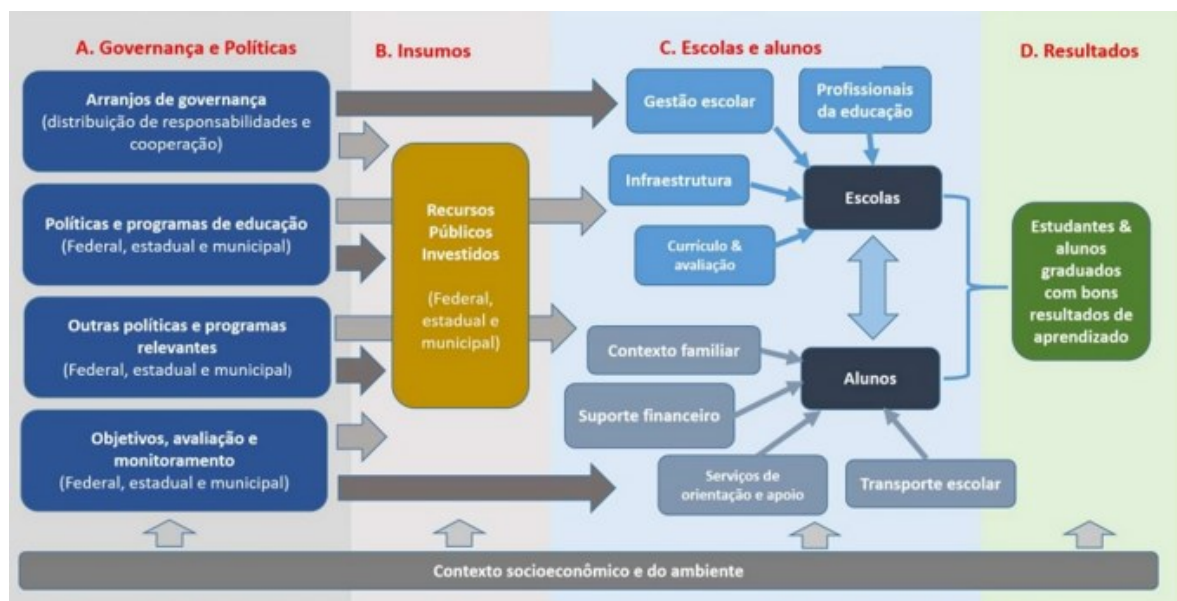 A. Governança e Políticas
Arranjos de governança
(distribuição de responsabilidades e
cooperação)
Políticas e programas de educação
(Federal, estadual e municipal)
Outras políticas e programas
relevantes
(Federal, estadual e municipal)
Objetivos, avaliação e
monitoramento
(Federal, estadual e municipal)
B. Insumos
Recursos
Públicos
Investidos
(Federal,
estadual e
municipal)
C. Escolas e alunos
Gestão escolar
Profissionais
da educação
Infraestrutura
Escolas
Currículo &
avaliação
Contexto familiar
Alunos
Suporte financeiro
Serviços de
orientação e apoio
Transporte escolar
D. Resultados
Estudantes &
alunos
graduados
com bons
resultados de
aprendizado
Contexto socioeconômico e do ambiente